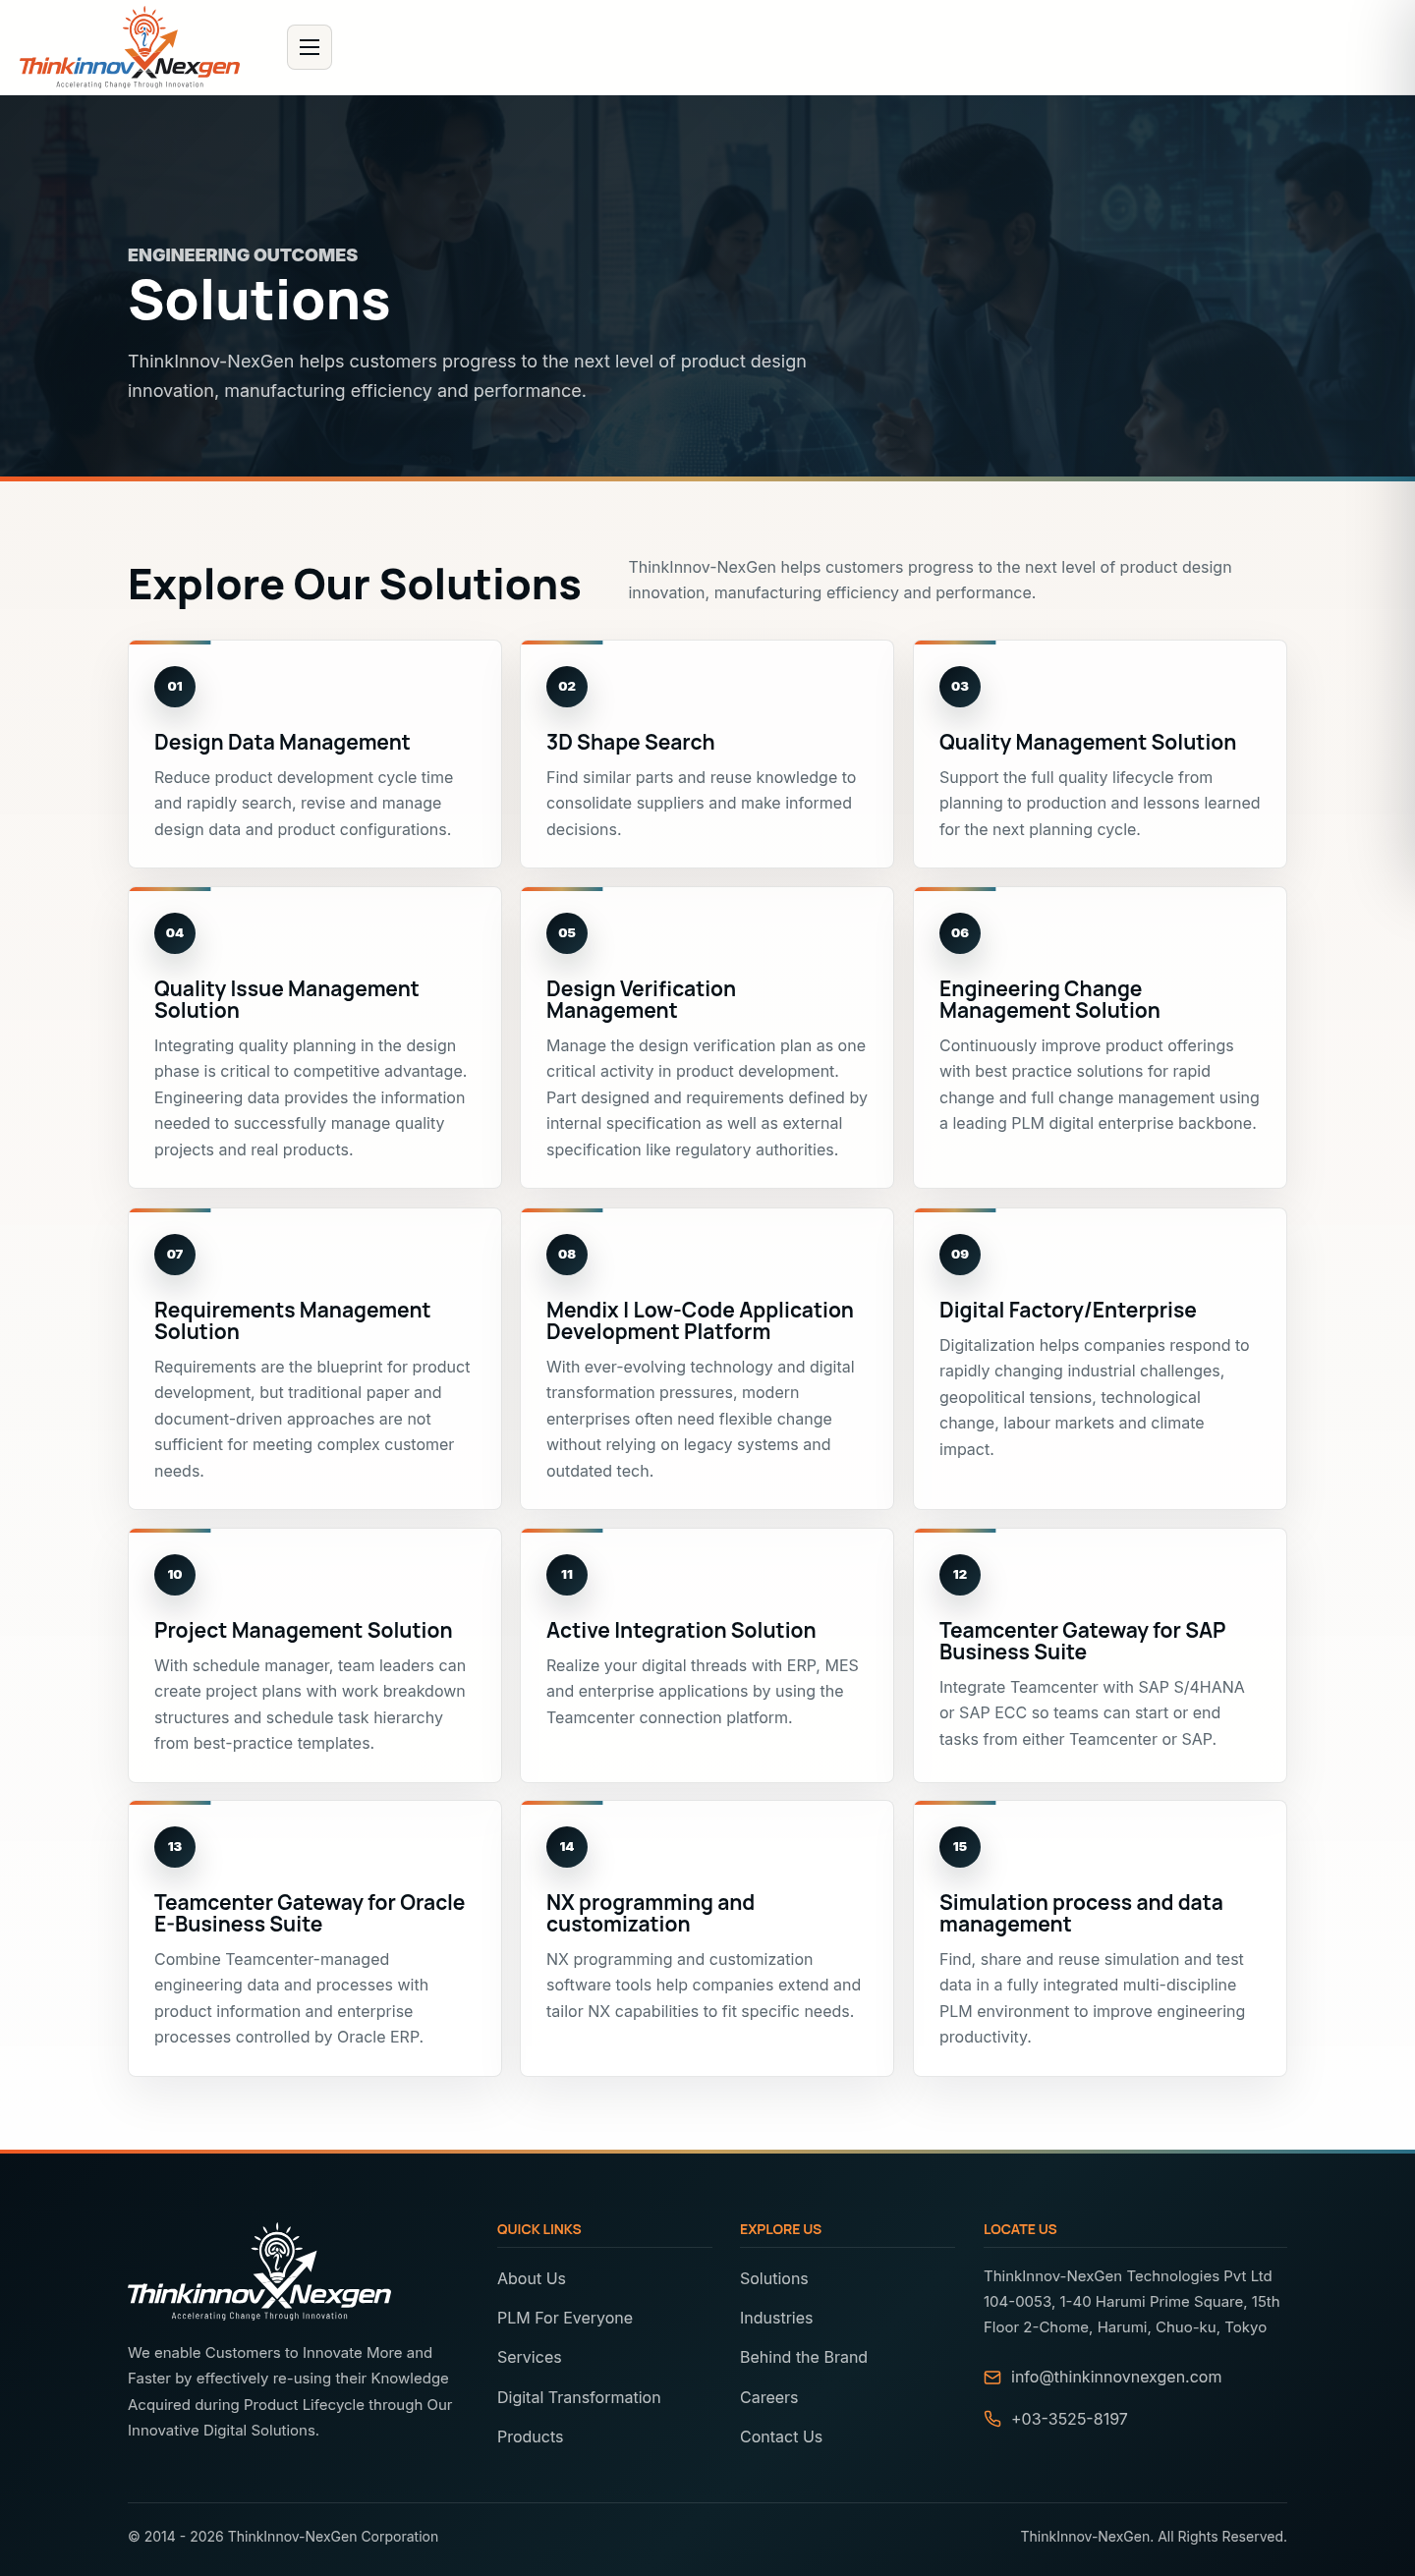 ThinkinnovXNexgen
Accelerating Change Through Innovation
ENGINEERING OUTCOMES
Solutions
ThinkInnov-NexGen helps customers progress to the next level of product design
innovation, manufacturing efficiency and performance.
Explore Our Solutions
ThinkInnov-NexGen helps customers progress to the next level of product design
innovation, manufacturing efficiency and performance.
01
Design Data Management
Reduce product development cycle time
and rapidly search, revise and manage
design data and product configurations.
02
3D Shape Search
Find similar parts and reuse knowledge to
consolidate suppliers and make informed
decisions.
03
Quality Management Solution
Support the full quality lifecycle from
planning to production and lessons learned
for the next planning cycle.
04
Quality Issue Management
Solution
Integrating quality planning in the design
phase is critical to competitive advantage.
Engineering data provides the information
needed to successfully manage quality
projects and real products.
05
Design Verification
Management
Manage the design verification plan as one
critical activity in product development.
Part designed and requirements defined by
internal specification as well as external
specification like regulatory authorities.
06
Engineering Change
Management Solution
Continuously improve product offerings
with best practice solutions for rapid
change and full change management using
a leading PLM digital enterprise backbone.
07
Requirements Management
Solution
Requirements are the blueprint for product
development, but traditional paper and
document-driven approaches are not
sufficient for meeting complex customer
needs.
08
Mendix | Low-Code Application
Development Platform
With ever-evolving technology and digital
transformation pressures, modern
enterprises often need flexible change
without relying on legacy systems and
outdated tech.
09
Digital Factory/Enterprise
Digitalization helps companies respond to
rapidly changing industrial challenges,
geopolitical tensions, technological
change, labour markets and climate
impact.
10
Project Management Solution
With schedule manager, team leaders can
create project plans with work breakdown
structures and schedule task hierarchy
from best-practice templates.
11
Active Integration Solution
Realize your digital threads with ERP, MES
and enterprise applications by using the
Teamcenter connection platform.
12
Teamcenter Gateway for SAP
Business Suite
Integrate Teamcenter with SAP S/4HANA
or SAP ECC so teams can start or end
tasks from either Teamcenter or SAP.
13
Teamcenter Gateway for Oracle
E-Business Suite
Combine Teamcenter-managed
engineering data and processes with
product information and enterprise
processes controlled by Oracle ERP.
14
NX programming and
customization
NX programming and customization
software tools help companies extend and
tailor NX capabilities to fit specific needs.
15
Simulation process and data
management
Find, share and reuse simulation and test
data in a fully integrated multi-discipline
PLM environment to improve engineering
productivity.
ThinkinnovXNexgen
Accelerating Change Through Innovation
We enable Customers to Innovate More and
Faster by effectively re-using their Knowledge
Acquired during Product Lifecycle through Our
Innovative Digital Solutions.
QUICK LINKS
About Us
PLM For Everyone
Services
Digital Transformation
Products
EXPLORE US
Solutions
Industries
Behind the Brand
Careers
Contact Us
LOCATE US
ThinkInnov-NexGen Technologies Pvt Ltd
104-0053, 1-40 Harumi Prime Square, 15th
Floor 2-Chome, Harumi, Chuo-ku, Tokyo
info@thinkinnovnexgen.com
+03-3525-8197
© 2014 - 2026 ThinkInnov-NexGen Corporation
ThinkInnov-NexGen. All Rights Reserved.